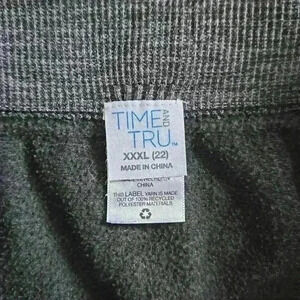 TIME AND
TRU™
XXXL (22)
MADE IN CHINA
CHINA
THIS LABEL YARN IS MADE
OUT OF 100% RECYCLED
POLYESTER MATERIALS